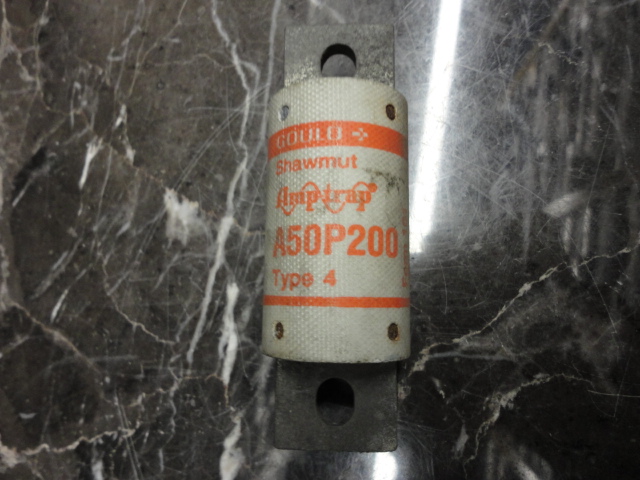 GOULD
Shawmut
Amp-trap®
A50P200
Type 4